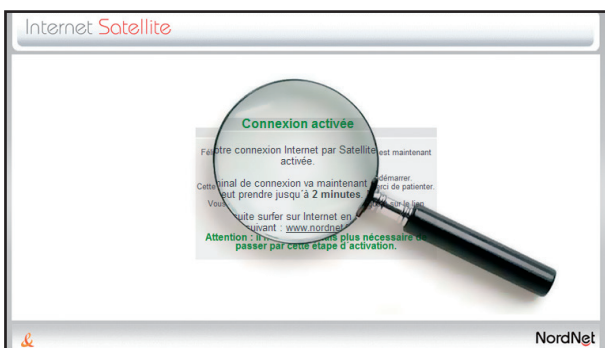 Internet Satellite
Connexion activée
otre connexion Internet par Satellite est maintenant
activée.
démarrer.
Cette minal de connexion va maintenant
eut prendre jusqu'à 2 minutes. rci de patienter.
Vous sur le lien
uite surfer sur Internet en
uivant : www.nordnet
Attention : il ns plus nécessaire de
passer par cette étape d'activation.
&
NordNet